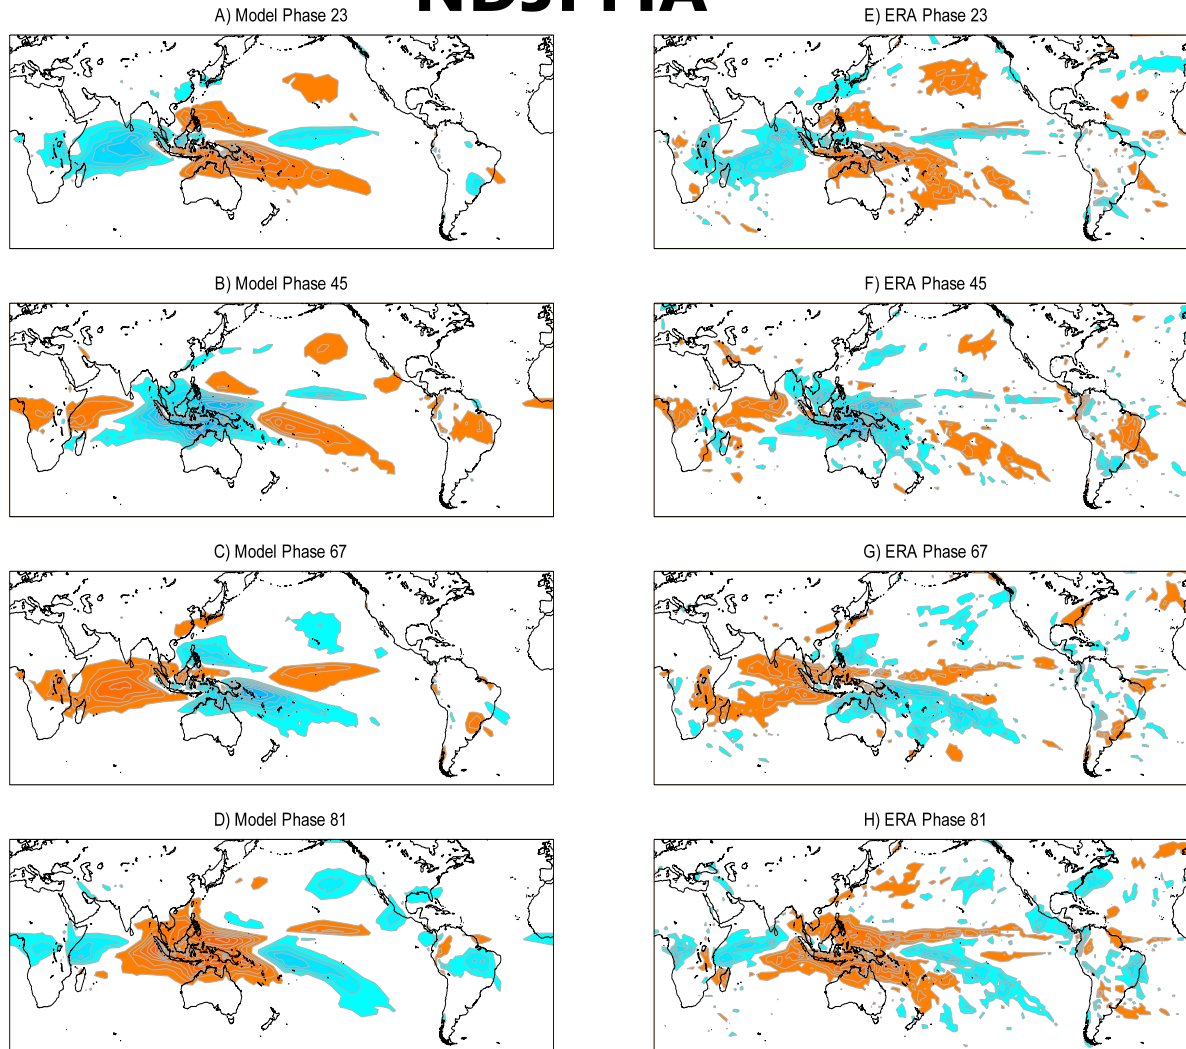 A) Model Phase 23
E) ERA Phase 23
B) Model Phase 45
F) ERA Phase 45
C) Model Phase 67
G) ERA Phase 67
D) Model Phase 81
H) ERA Phase 81